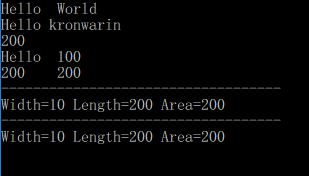 Hello  World
Hello kronwarin
200
Hello  100
200    200
-----------------------------------
Width=10 Length=200 Area=200
-----------------------------------
Width=10 Length=200 Area=200